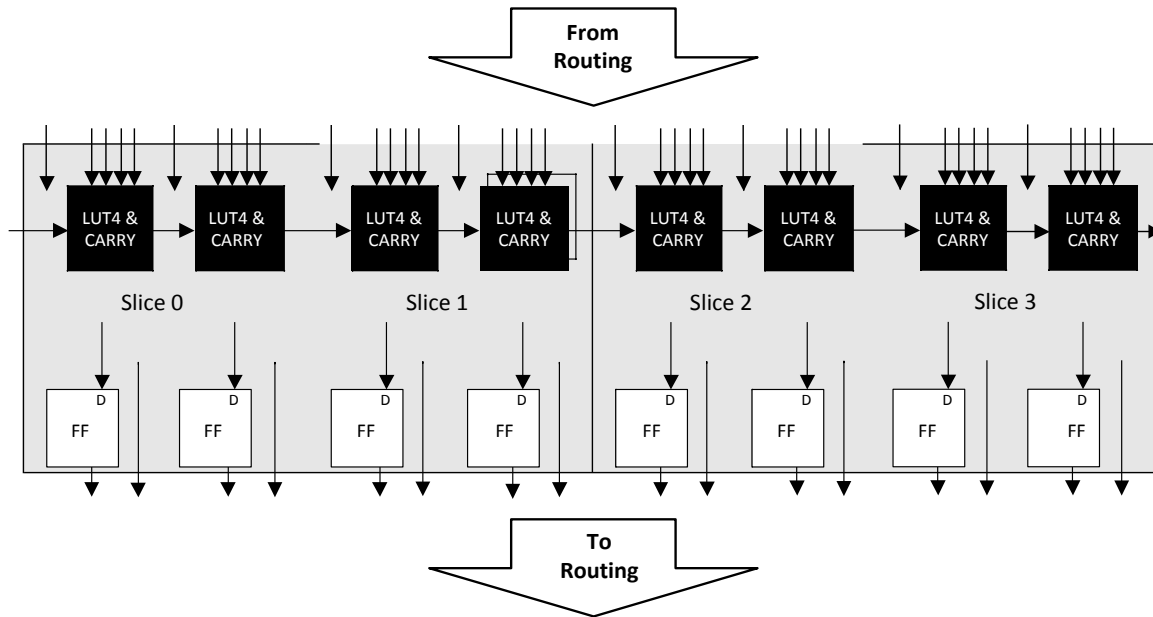 From
Routing
LUT4 &
CARRY
LUT4 &
CARRY
LUT4 &
CARRY
LUT4 &
CARRY
LUT4 &
CARRY
LUT4 &
CARRY
LUT4 &
CARRY
LUT4 &
CARRY
Slice 0
Slice 1
Slice 2
Slice 3
D
FF
D
FF
D
FF
D
FF
D
FF
D
FF
D
FF
D
FF
To
Routing